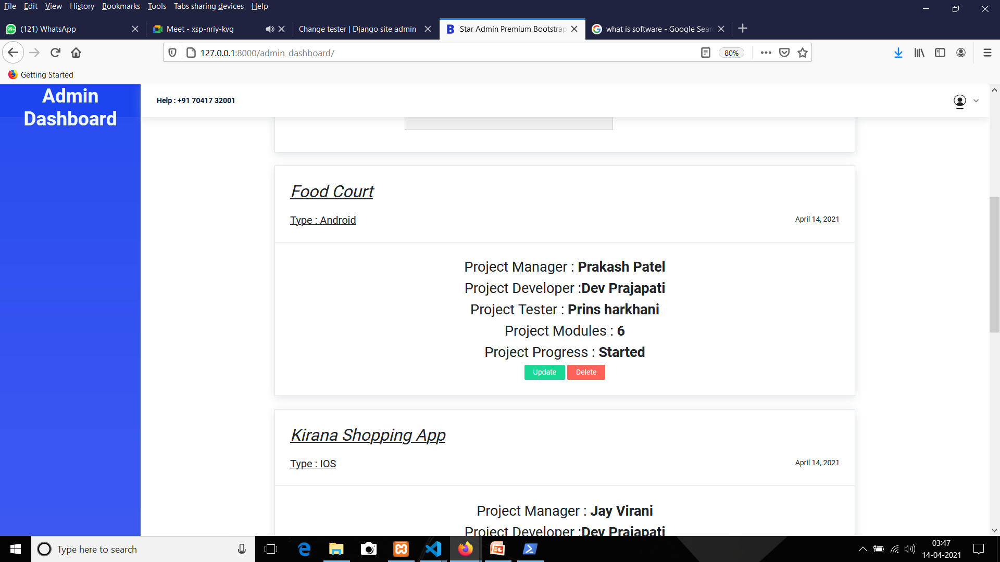 File Edit View History Bookmarks Tools Tabs sharing devices Help
(121) WhatsApp
Meet - xsp-nriy-kvg
Change tester | Django site admin
Star Admin Premium Bootstrap
what is software - Google Sear
127.0.0.1:8000/admin_dashboard/
80%
Getting Started
Admin
Dashboard
Help : +91 70417 32001
Food Court
Type : Android
April 14, 2021
Project Manager : Prakash Patel
Project Developer :Dev Prajapati
Project Tester : Prins harkhani
Project Modules : 6
Project Progress : Started
Update Delete
Kirana Shopping App
Type : IOS
April 14, 2021
Project Manager : Jay Virani
Project Developer :Dev Prajapati
Type here to search
03:47
14-04-2021